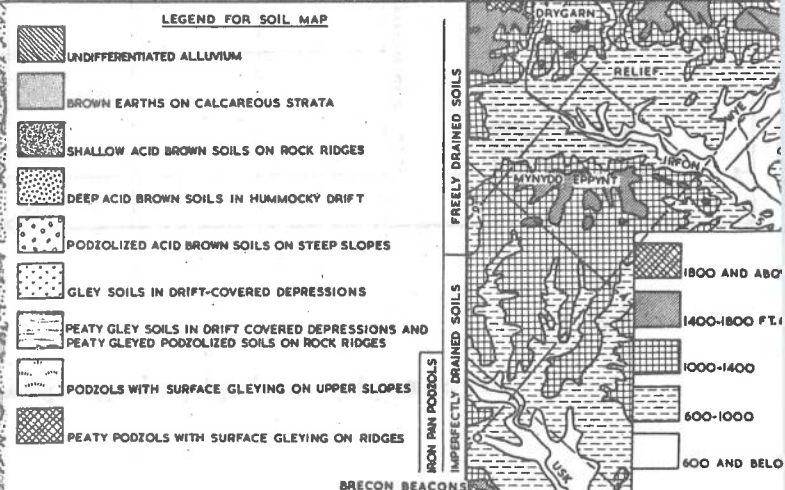 LEGEND FOR SOIL MAP
UNDIFFERENTIATED ALLUVIUM
BROWN EARTHS ON CALCAREOUS STRATA
SHALLOW ACID BROWN SOILS ON ROCK RIDGES
DEEP ACID BROWN SOILS IN HUMMOCKY DRIFT
PODZOLIZED ACID BROWN SOILS ON STEEP SLOPES
GLEY SOILS IN DRIFT-COVERED DEPRESSIONS
PEATY GLEY SOILS IN DRIFT COVERED DEPRESSIONS AND
PEATY GLEYED PODZOLIZED SOILS ON ROCK RIDGES
PODZOLS WITH SURFACE GLEYING ON UPPER SLOPES
PEATY PODZOLS WITH SURFACE GLEYING ON RIDGES
FREELY DRAINED SOILS
IMPERFECTLY DRAINED SOILS
IRON PAN PODZOLS
DRYGARN
RELIEF
WYE
IRFON
MYNYDD EPPYNT
USK
BRECON BEACONS
1800 AND ABO
1400-1800 FT.
1000-1400
600-1000
600 AND BELO